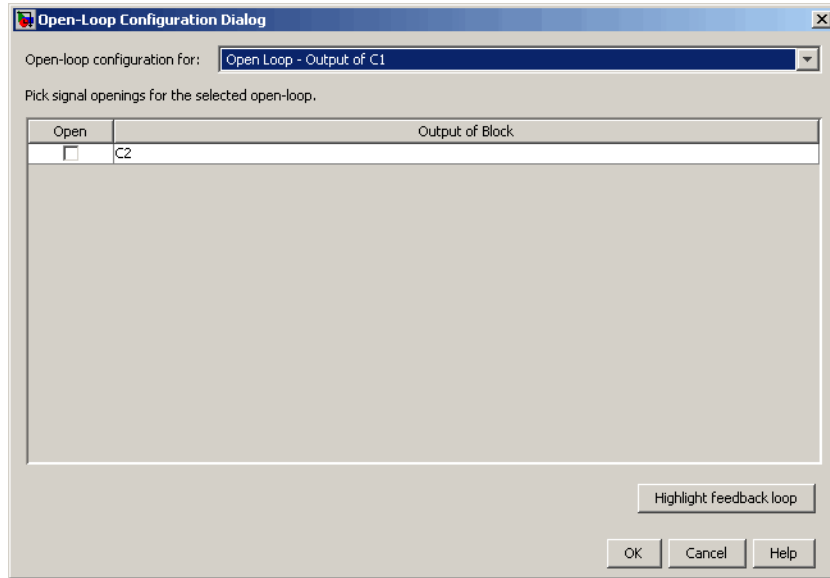 Open-Loop Configuration Dialog
Open-loop configuration for: Open Loop - Output of C1
Pick signal openings for the selected open-loop.
Open Output of Block
C2
Highlight feedback loop
OK Cancel Help